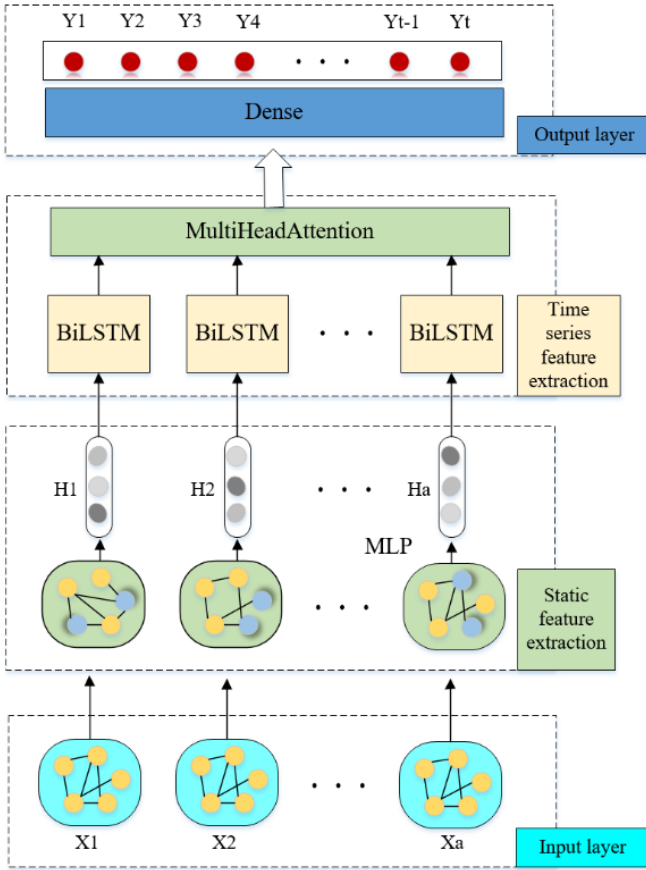 Y1 Y2 Y3 Y4 . . . Yt-1 Yt
Dense
Output layer
MultiHeadAttention
BiLSTM BiLSTM . . . BiLSTM
Time
series
feature
extraction
H1 H2 . . . Ha
MLP
. . .
Static
feature
extraction
. . .
X1 X2 Xa
Input layer